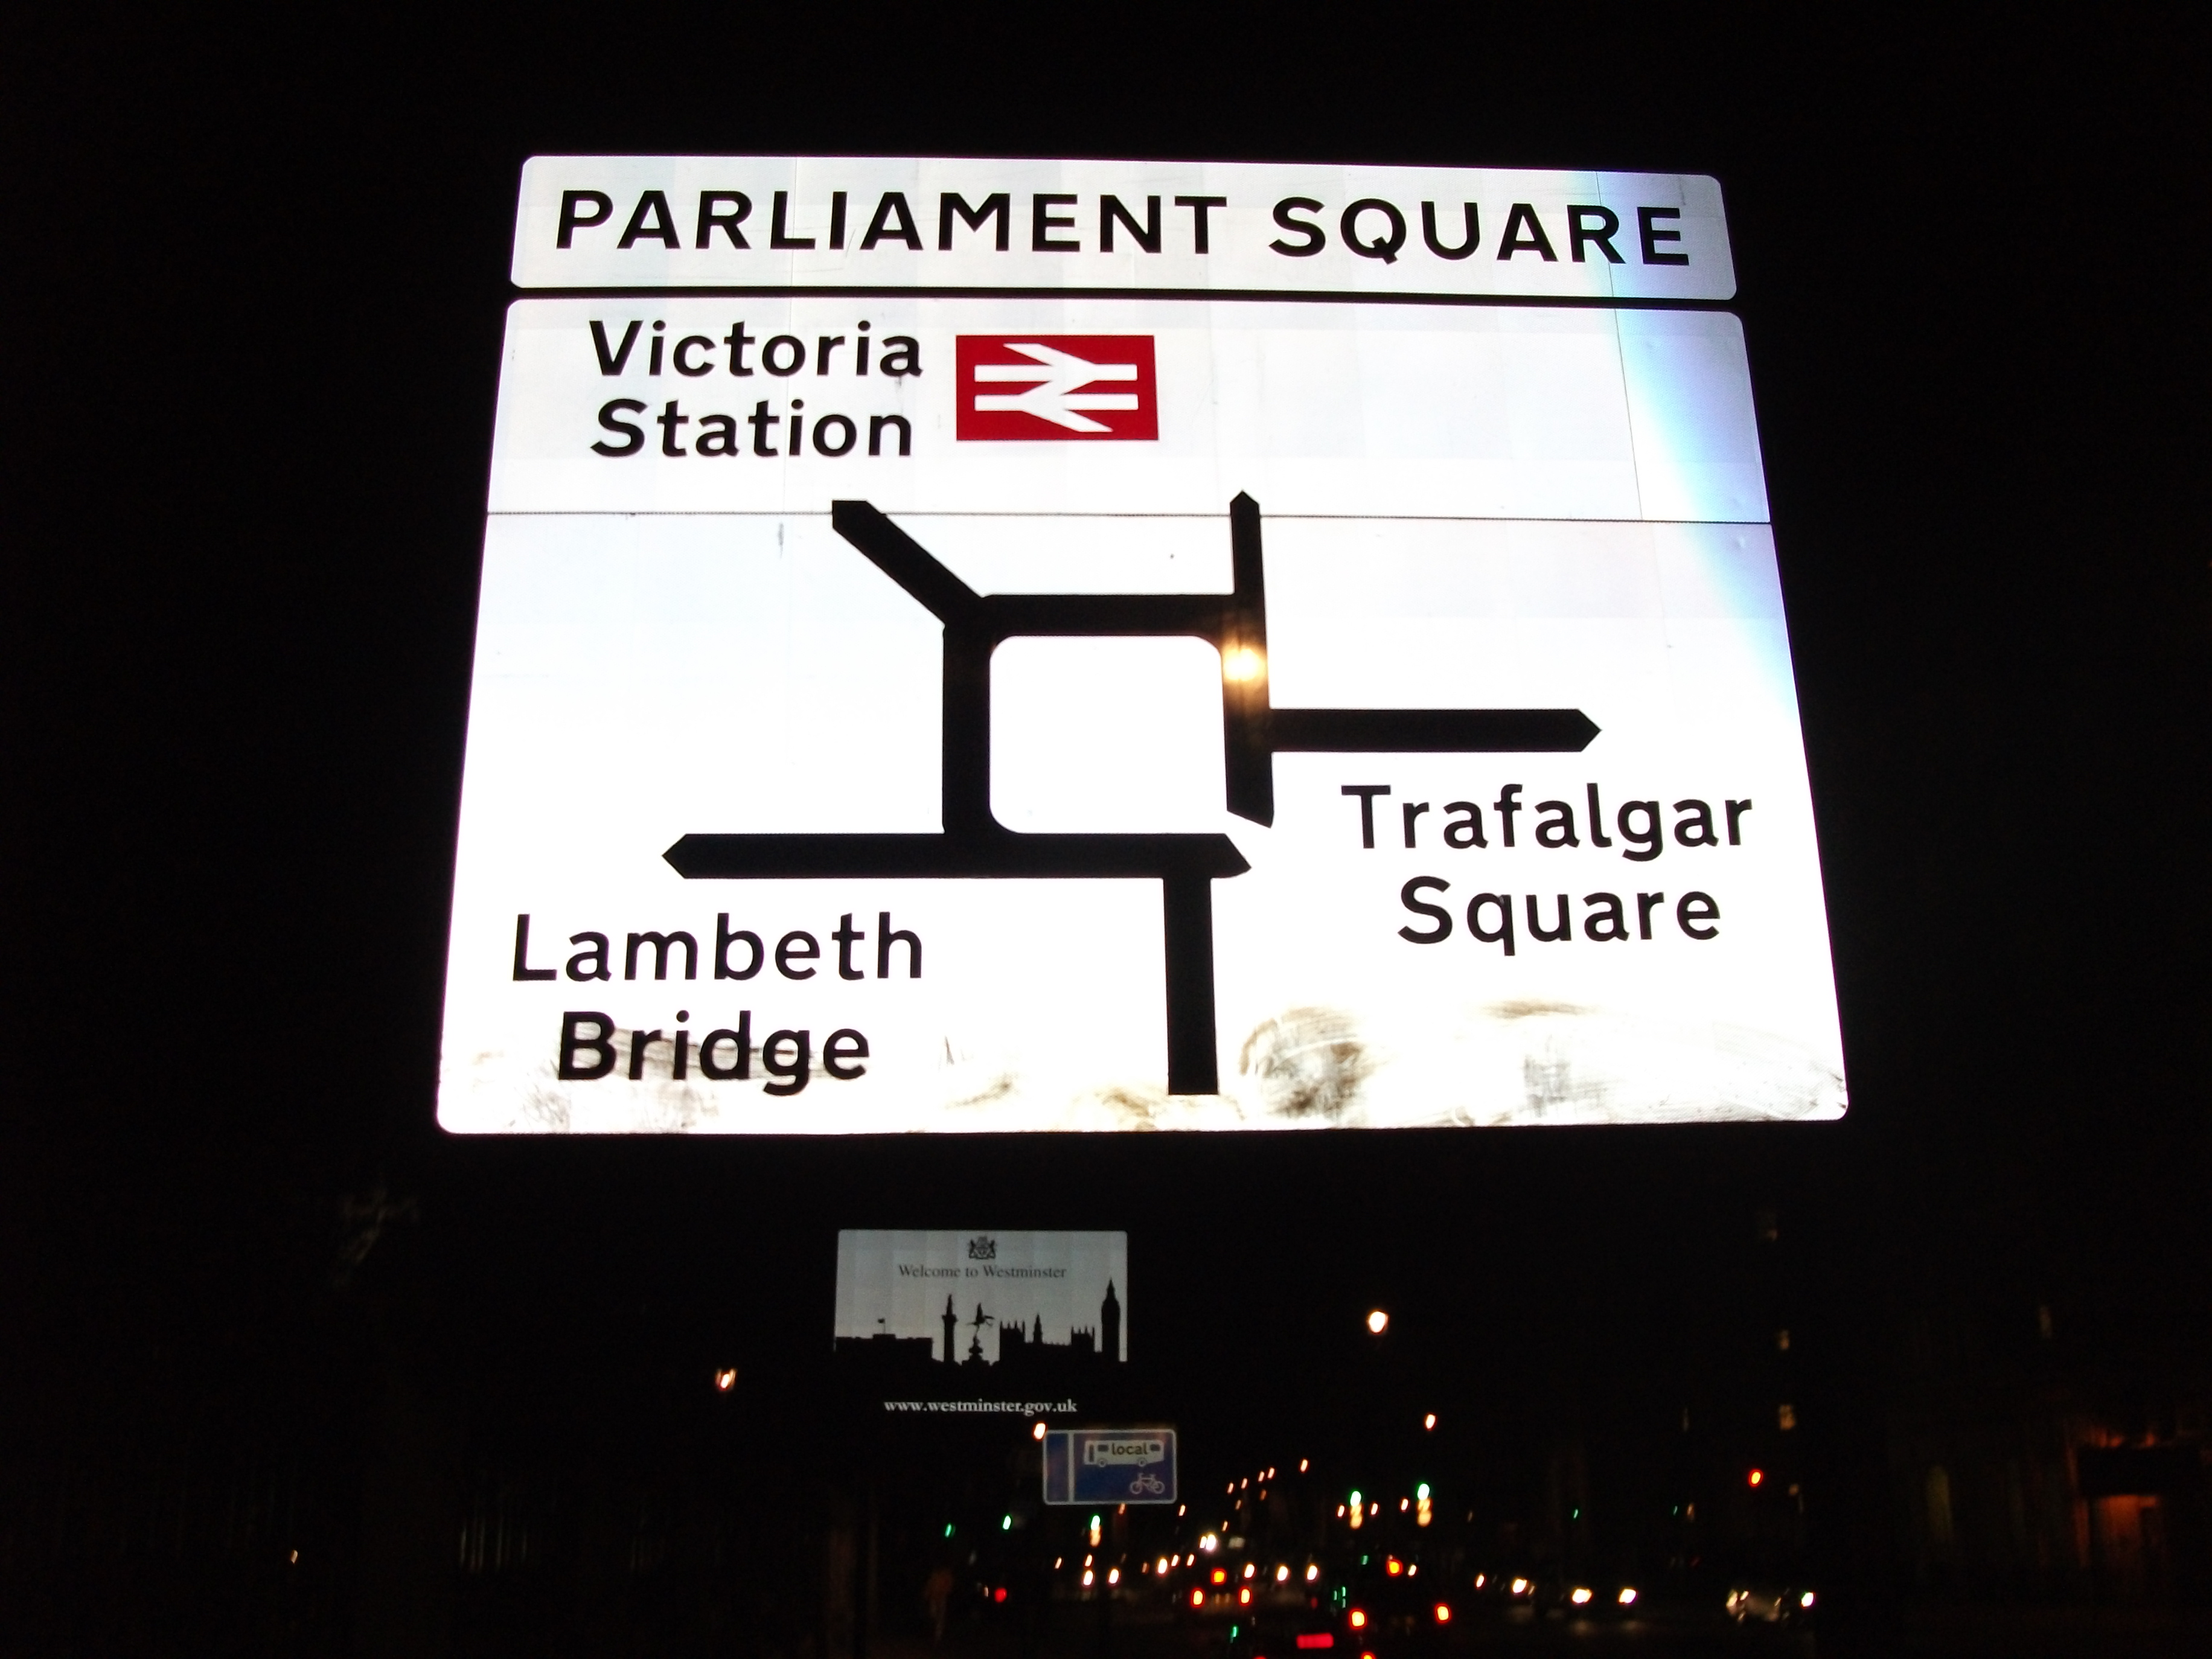 PARLIAMENT SQUARE
Victoria
Station
Trafalgar
Square
Lambeth
Bridge
Welcome to Westminster
www.westminster.gov.uk
local